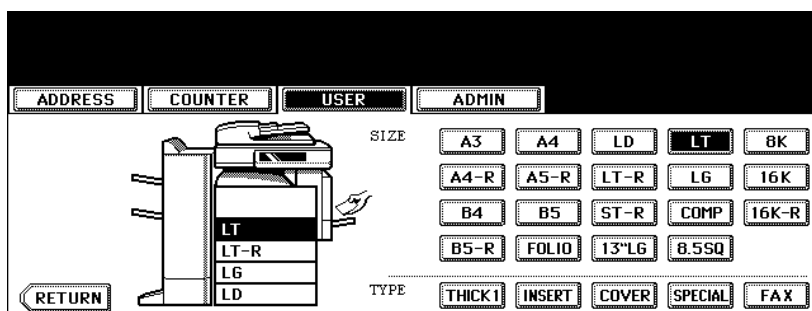 ADDRESS COUNTER USER ADMIN
SIZE A3 A4 LD LT 8K
A4-R A5-R LT-R LG 16K
B4 B5 ST-R COMP 16K-R
B5-R FOLIO 13"LG 8.5SQ
LT
LT-R
LG
LD
TYPE THICK1 INSERT COVER SPECIAL FAX
RETURN